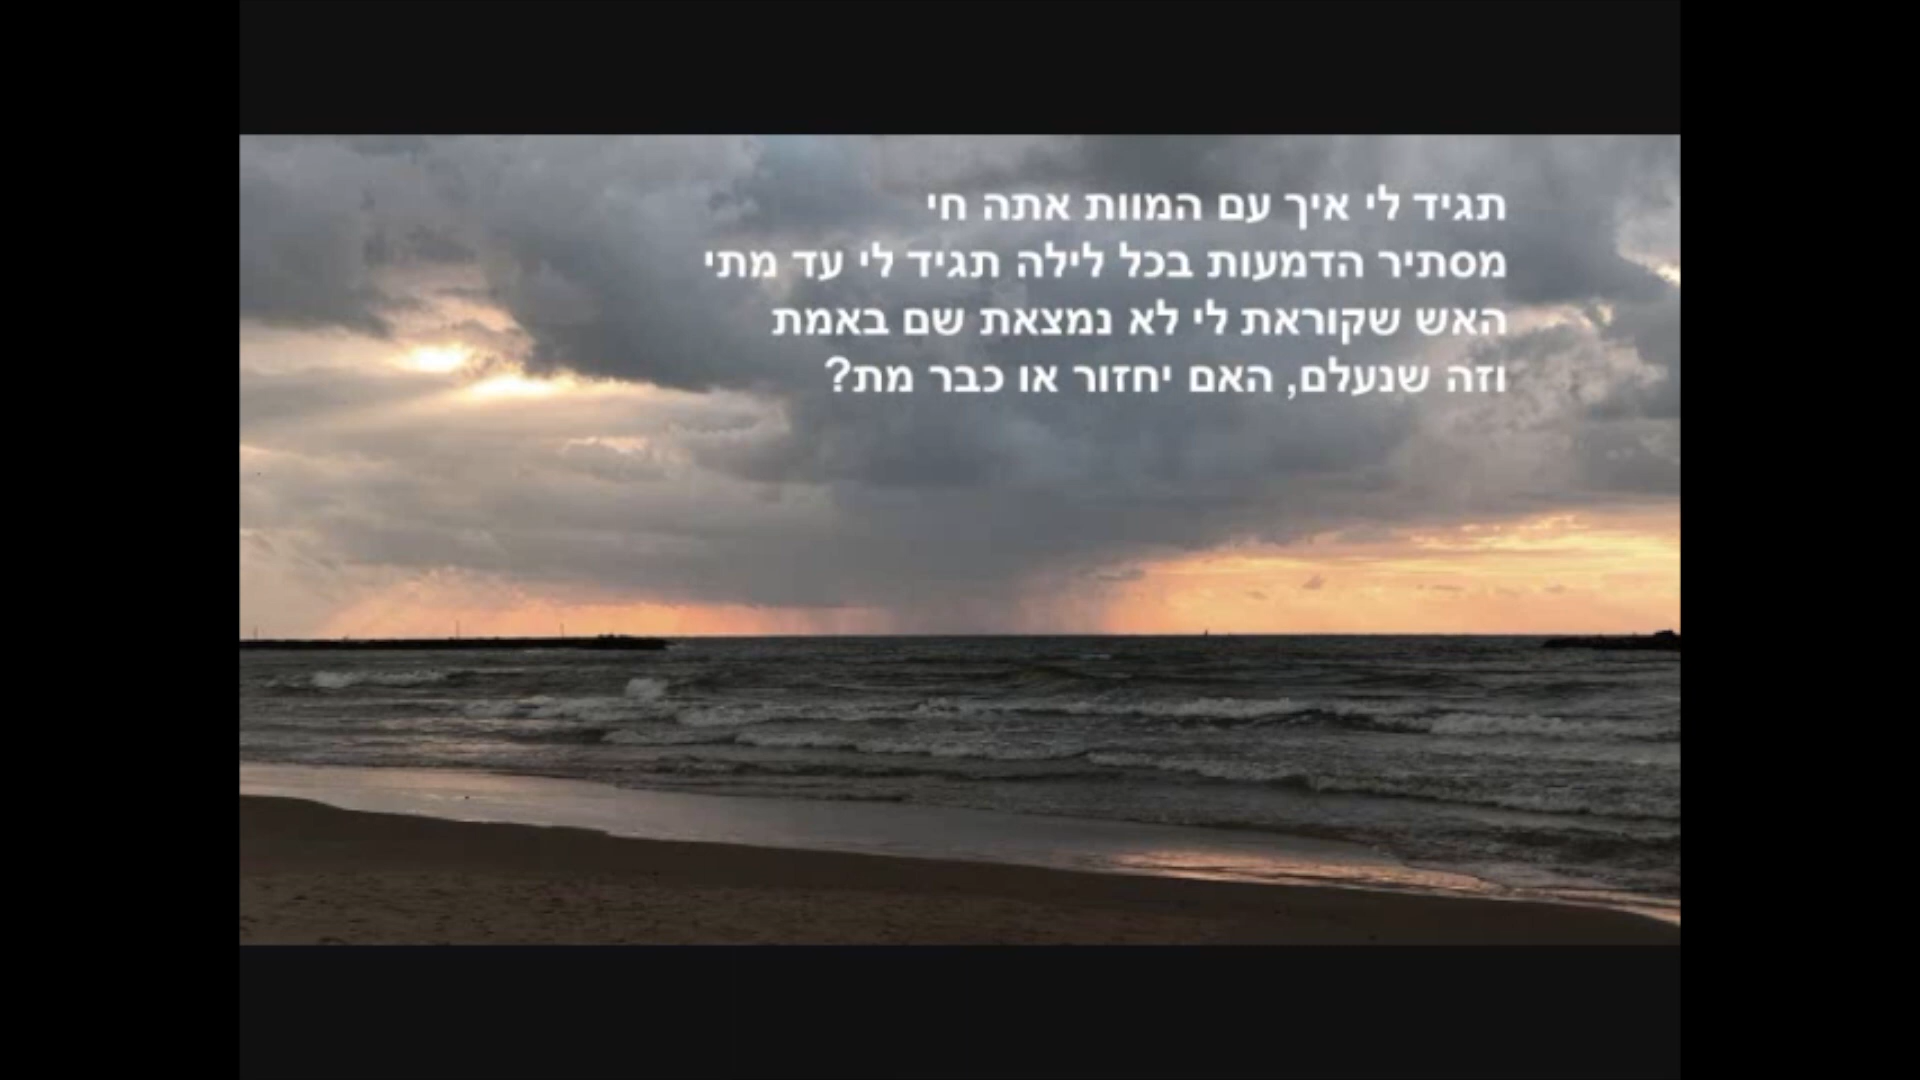 תגיד לי איך עם המוות אתה חי
מסתיר הדמעות בכל לילה תגיד לי עד מתי
האש שקוראת לי לא נמצאת שם באמת
וזה שנעלם, האם יחזור או כבר מת?